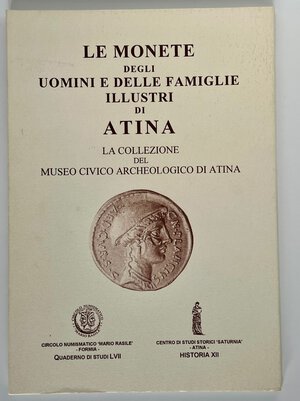 LE MONETE
DEGLI
UOMINI E DELLE FAMIGLIE
ILLUSTRI
DI
ATINA
LA COLLEZIONE
DEL
MUSEO CIVICO ARCHEOLOGICO DI ATINA
CIRCOLO NUMISMATICO 'MARIO RASILE'
- FORMIA -
QUADERNO DI STUDI LVII
CENTRO DI STUDI STORICI 'SATURNIA'
- ATINA -
HISTORIA XII